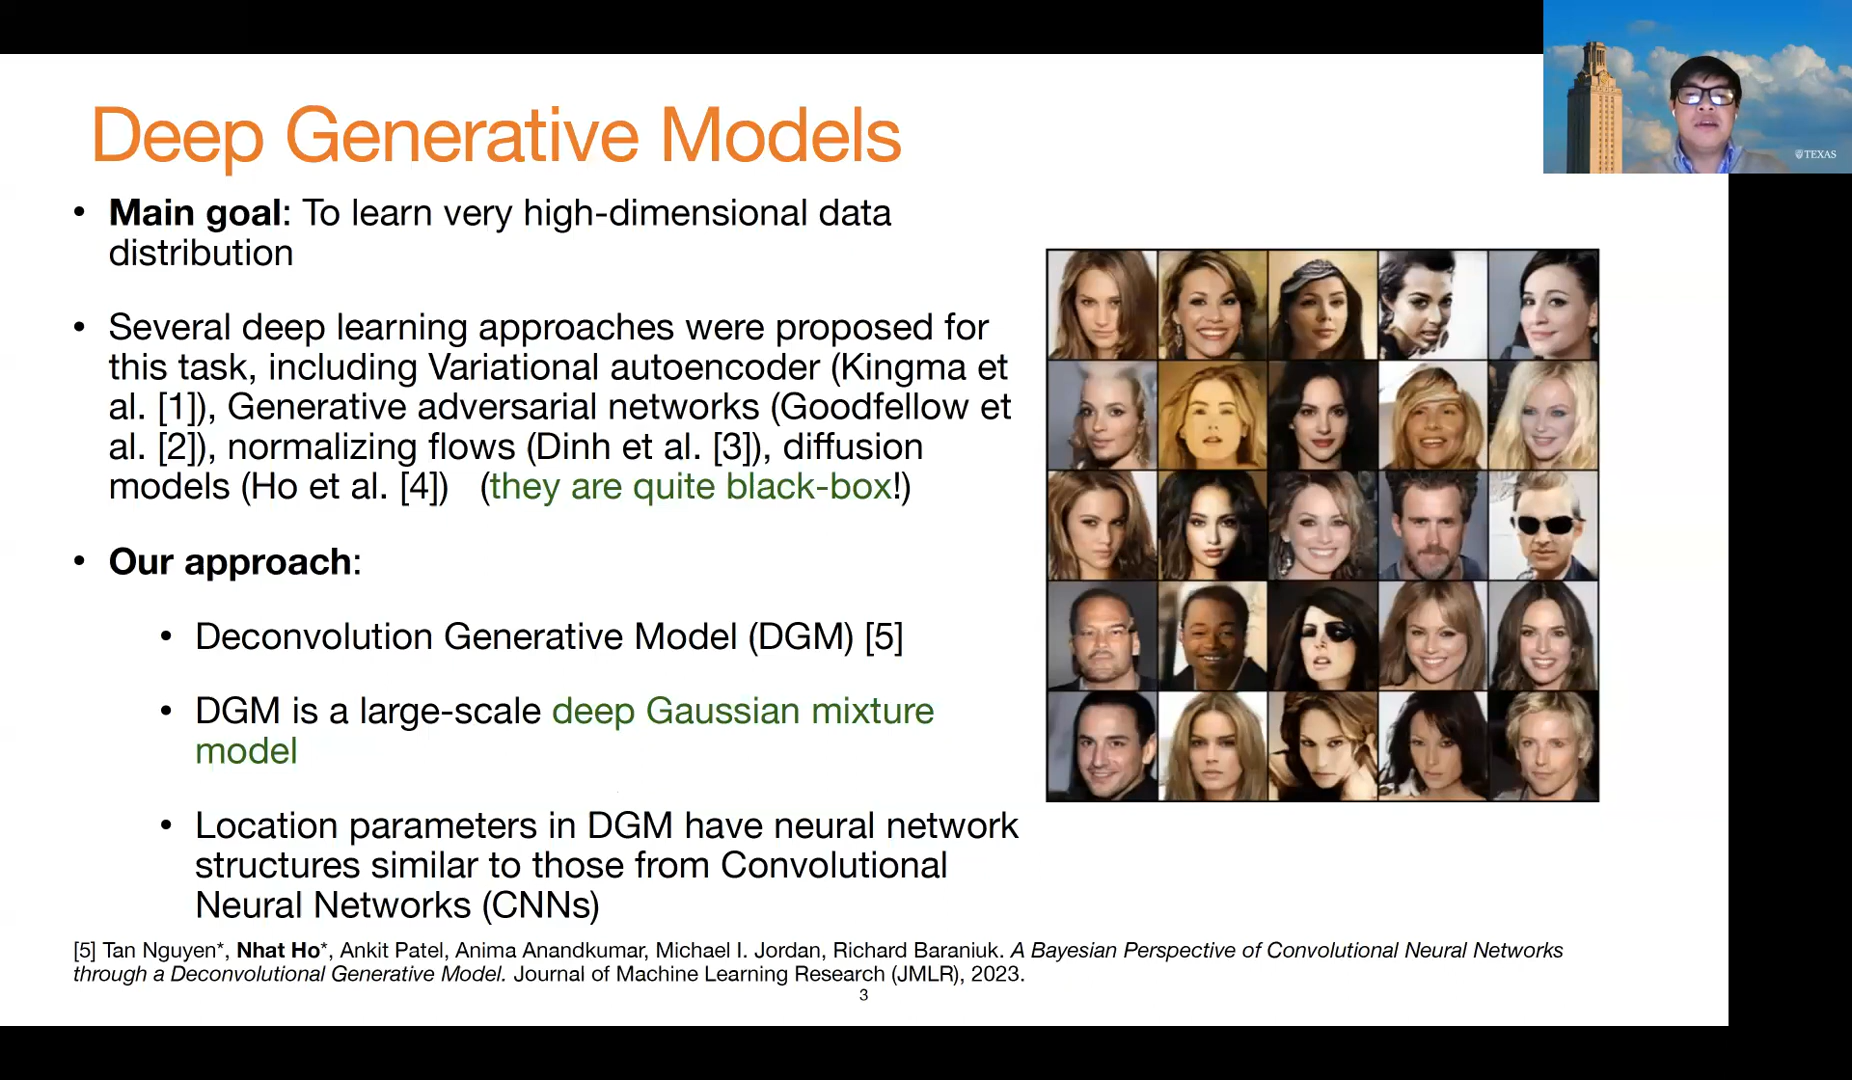 TEXAS
Deep Generative Models
• Main goal: To learn very high-dimensional data
distribution
• Several deep learning approaches were proposed for
this task, including Variational autoencoder (Kingma et
al. [1]), Generative adversarial networks (Goodfellow et
al. [2]), normalizing flows (Dinh et al. [3]), diffusion
models (Ho et al. [4]) (they are quite black-box!)
• Our approach:
• Deconvolution Generative Model (DGM) [5]
• DGM is a large-scale deep Gaussian mixture
model
• Location parameters in DGM have neural network
structures similar to those from Convolutional
Neural Networks (CNNs)
[5] Tan Nguyen*, Nhat Ho*, Ankit Patel, Anima Anandkumar, Michael I. Jordan, Richard Baraniuk. A Bayesian Perspective of Convolutional Neural Networks
through a Deconvolutional Generative Model. Journal of Machine Learning Research (JMLR), 2023.
3